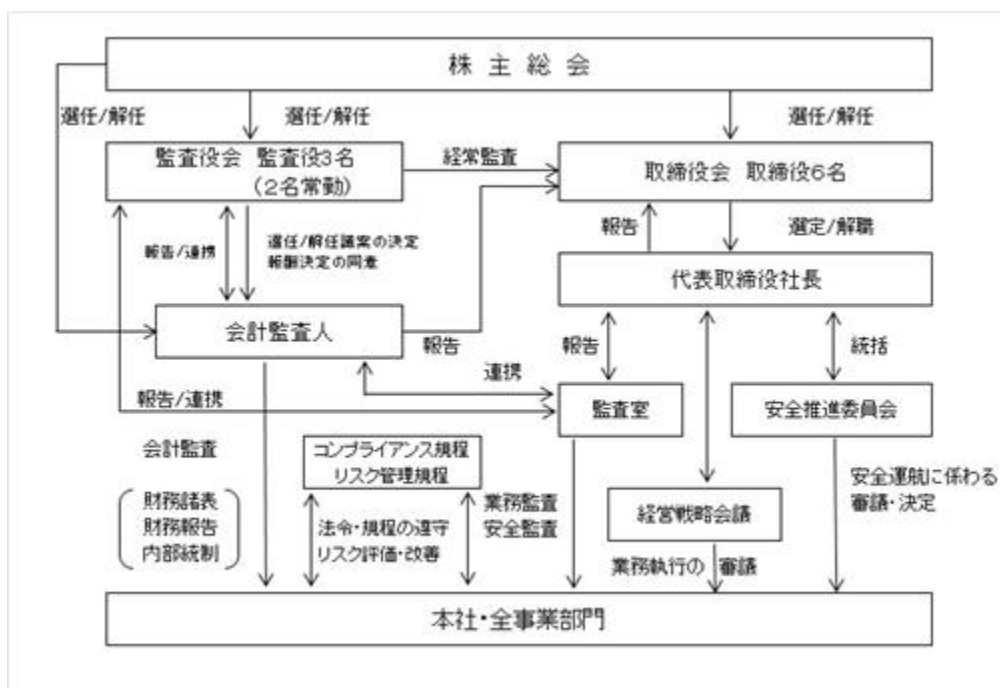 株主総会
選任/解任
選任/解任
選任/解任
監査役会 監査役3名
(2名常勤)
経常監査
取締役会 取締役6名
報告/連携
選任/解任議案の決定
報酬決定の同意
報告
選定/解職
代表取締役社長
会計監査人
報告
報告
統括
連携
報告/連携
監査室
安全推進委員会
会計監査
コンプライアンス規程
リスク管理規程
財務諸表
財務報告
内部統制
法令・規程の遵守
リスク評価・改善
業務監査
安全監査
経営戦略会議
安全運航に係わる
審議・決定
業務執行の 審議
本社・全事業部門